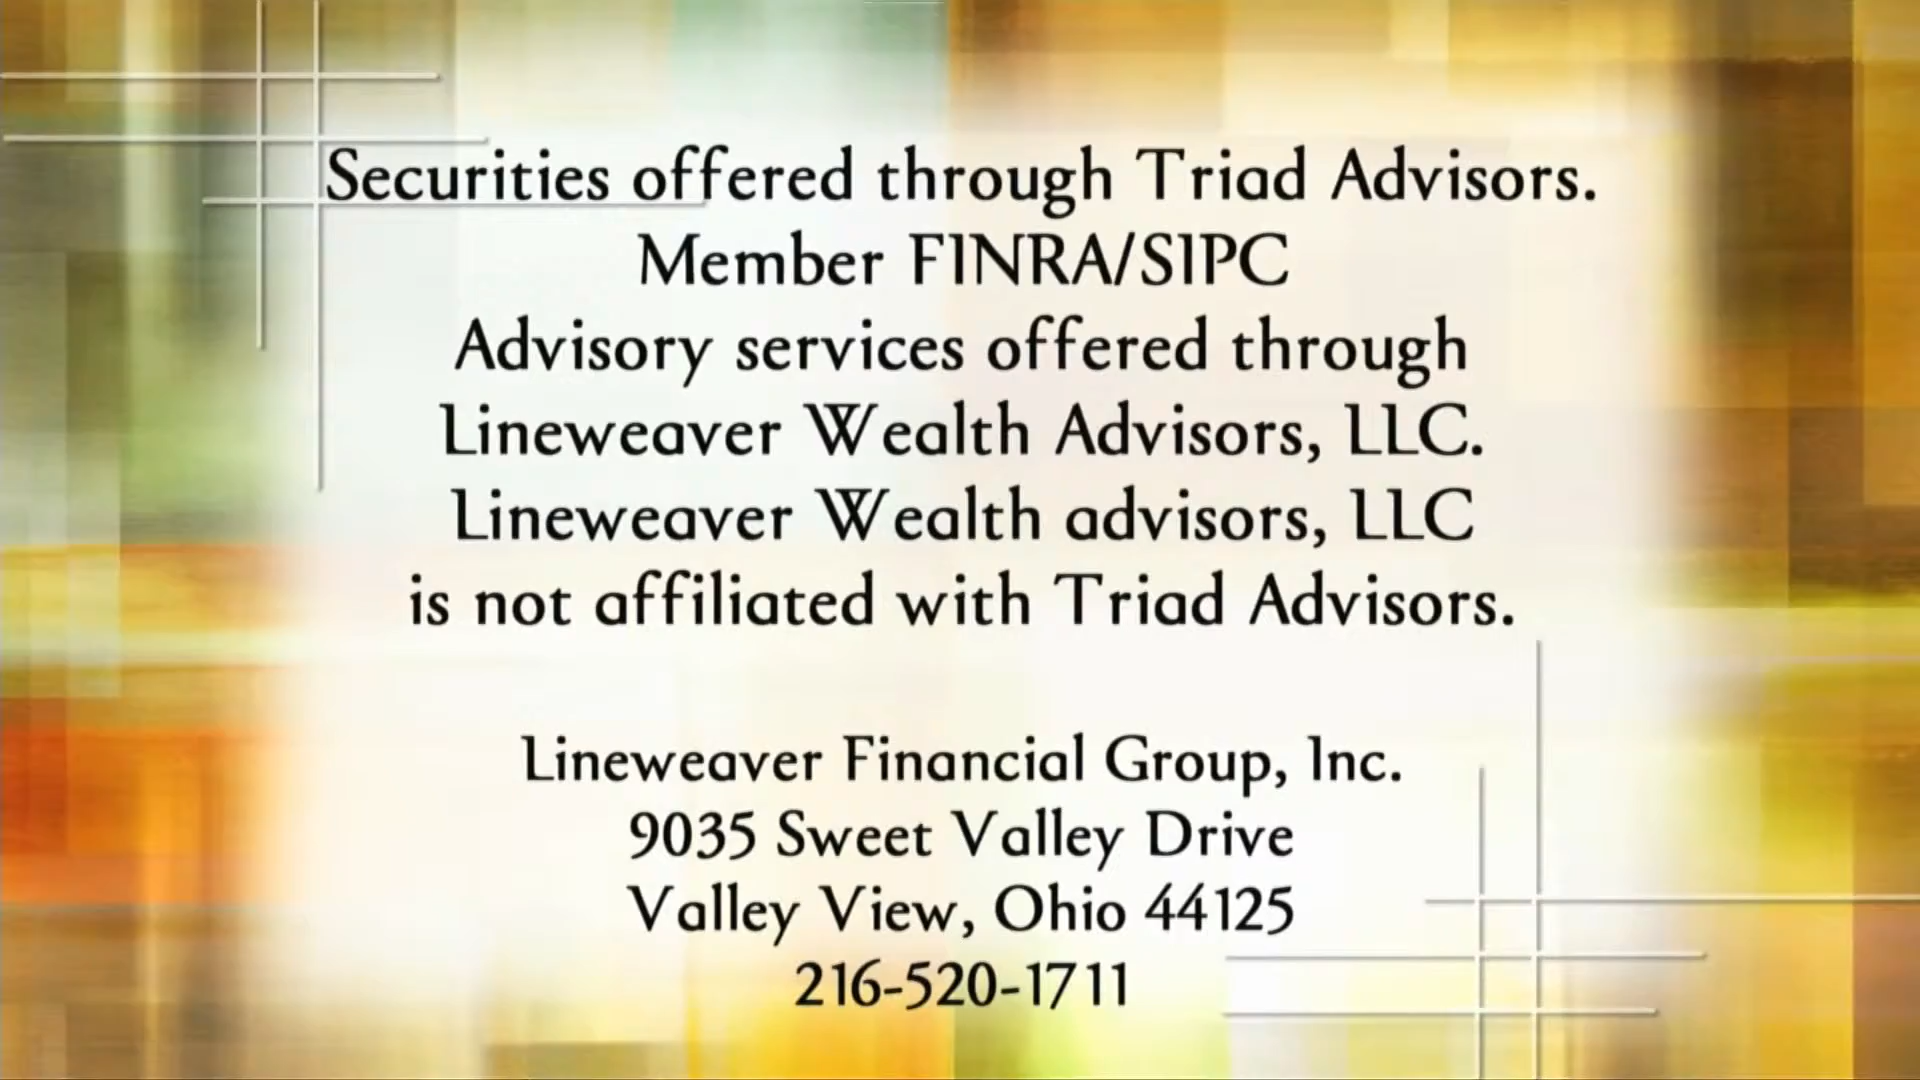 Securities offered through Triad Advisors.
Member FINRA/SIPC
Advisory services offered through
Lineweaver Wealth Advisors, LLC.
Lineweaver Wealth advisors, LLC
is not affiliated with Triad Advisors.
Lineweaver Financial Group, Inc.
9035 Sweet Valley Drive
Valley View, Ohio 44125
216-520-1711